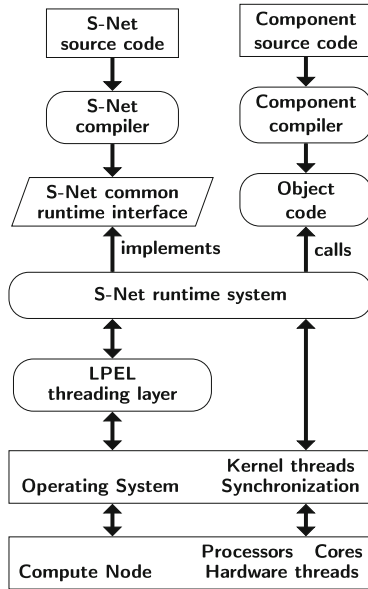 S-Net
source code
Component
source code
S-Net
compiler
Component
compiler
S-Net common
runtime interface
Object
code
implements
calls
S-Net runtime system
LPEL
threading layer
Kernel threads
Operating System Synchronization
Processors Cores
Compute Node Hardware threads